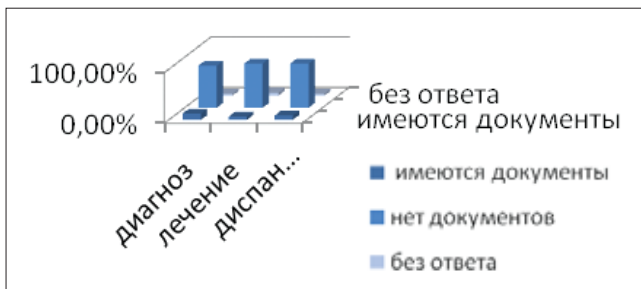 100,00%
0,00%
диагноз
лечение
диспан...
без ответа
имеются документы
имеются документы
нет документов
без ответа